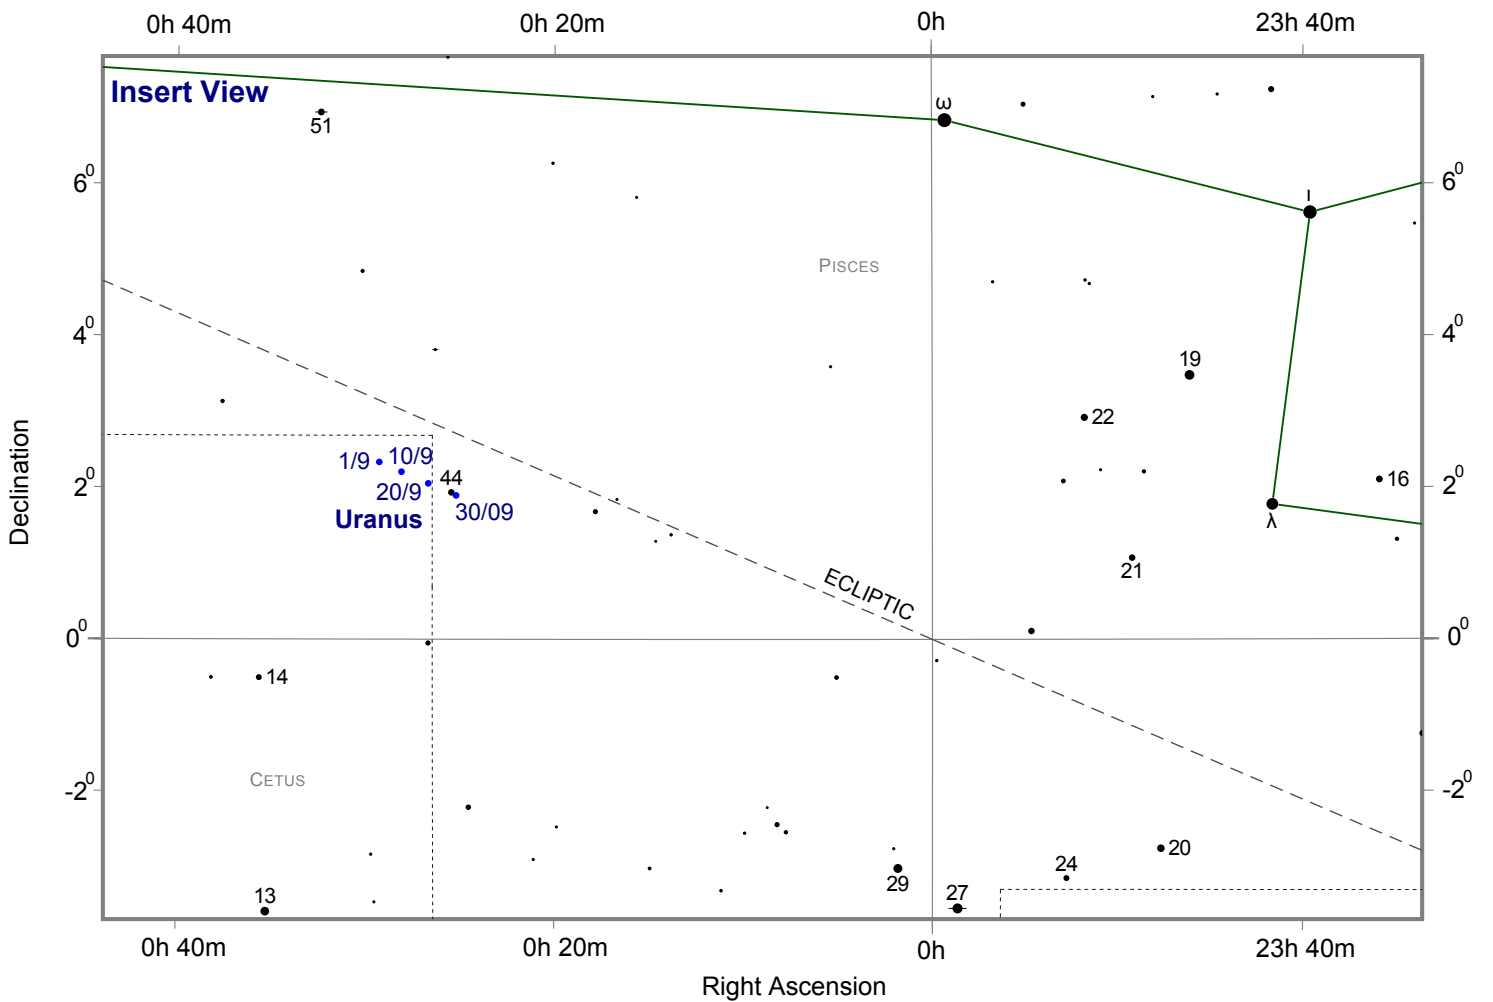 0h 40m 0h 20m 0h 23h 40m
Insert View
ω
51
6⁰ 6⁰
ι
PISCES
4⁰ 4⁰
19
22
1/9 10/9
44
2⁰ 16 2⁰
20/9
30/09
Uranus
λ
21
ECLIPTIC
0⁰ 0⁰
14
CETUS
-2⁰ -2⁰
20
24
29
27
13
0h 40m 0h 20m 0h 23h 40m
Right Ascension
Declination